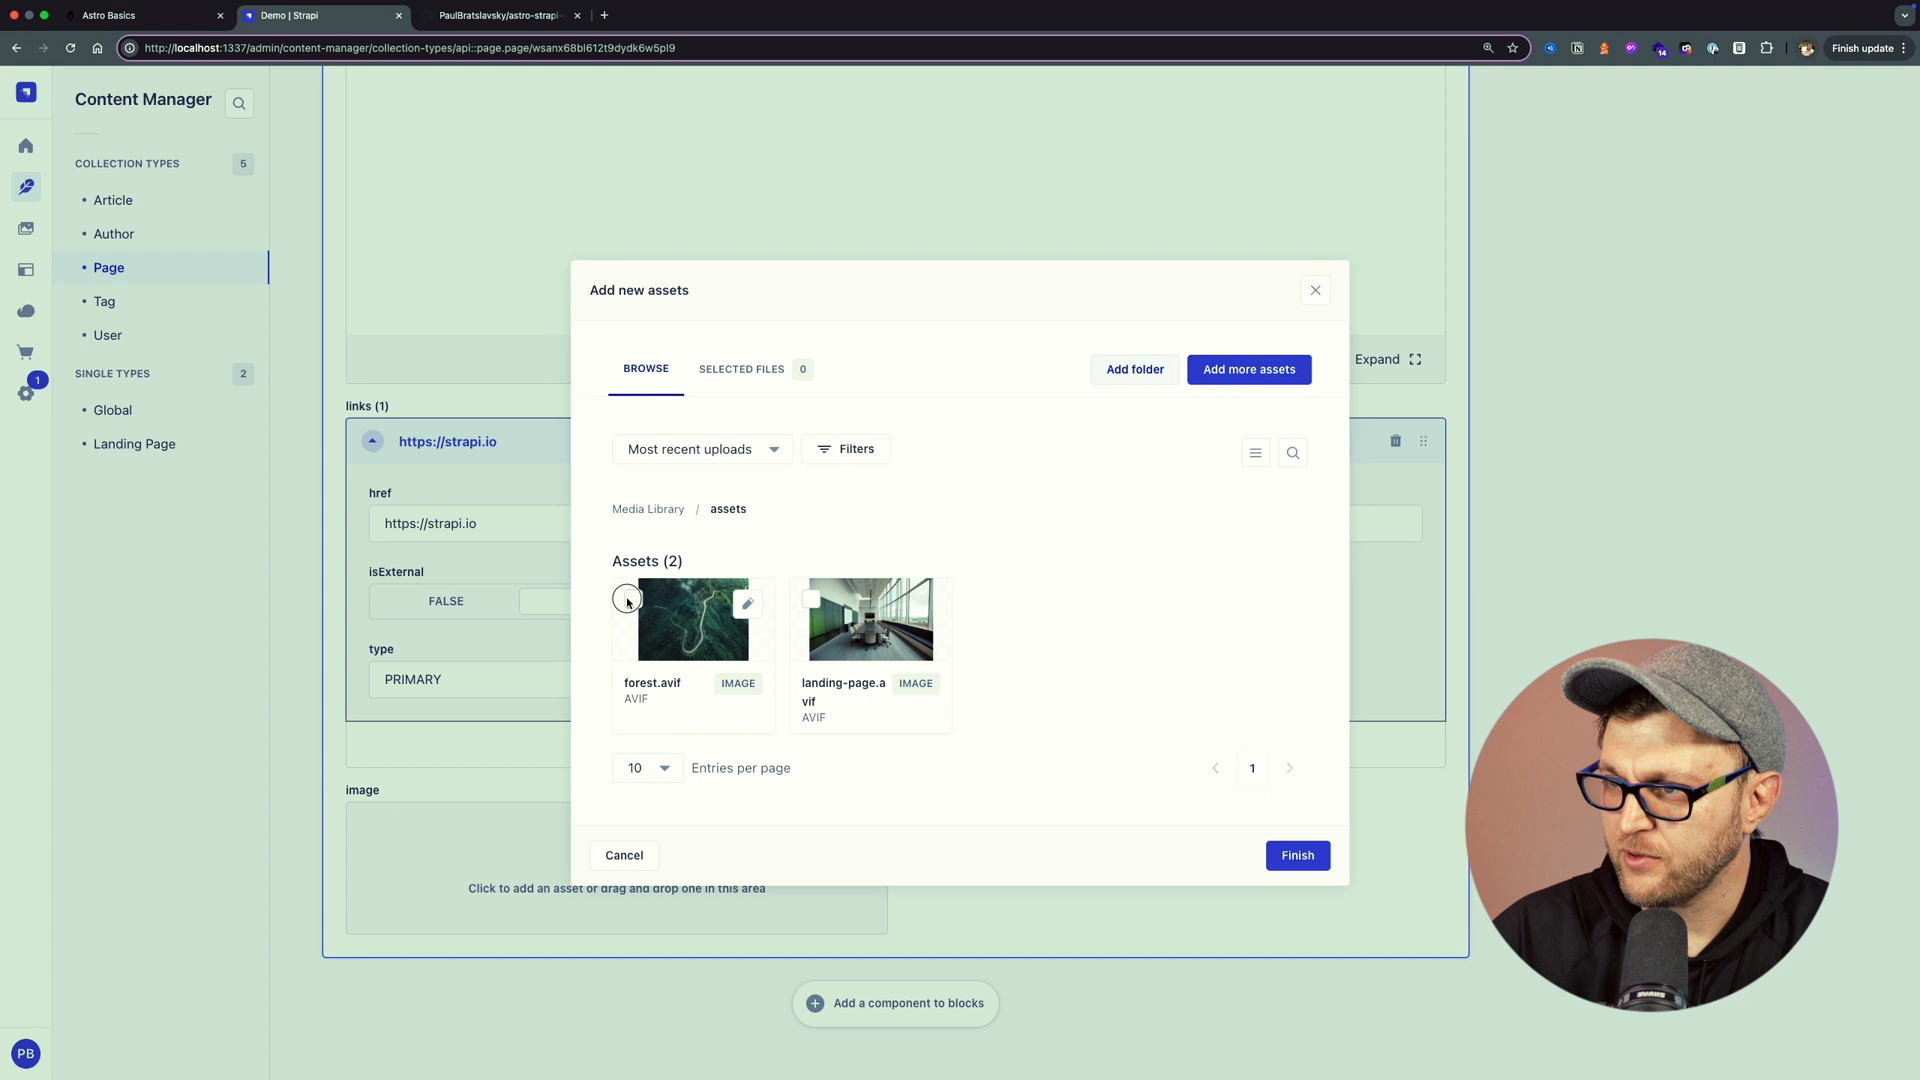 Astro Basics
Demo | Strapi
PaulBratslavsky/astro-strapi-
http://localhost:1337/admin/content-manager/collection-types/api::page.page/wsanx68bl612t9dydk6w5pl9
14
Finish update
Content Manager
COLLECTION TYPES 5
Article
Author
Page
Tag
User
SINGLE TYPES 2
Global
Landing Page
1
PB
Expand
links (1)
https://strapi.io
href
https://strapi.io
isExternal
FALSE
type
PRIMARY
image
Click to add an asset or drag and drop one in this area
Add a component to blocks
Add new assets
BROWSE
SELECTED FILES 0
Add folder
Add more assets
Most recent uploads
Filters
Media Library / assets
Assets (2)
forest.avif
IMAGE
AVIF
landing-page.a
vif
IMAGE
AVIF
10
Entries per page
1
Cancel
Finish